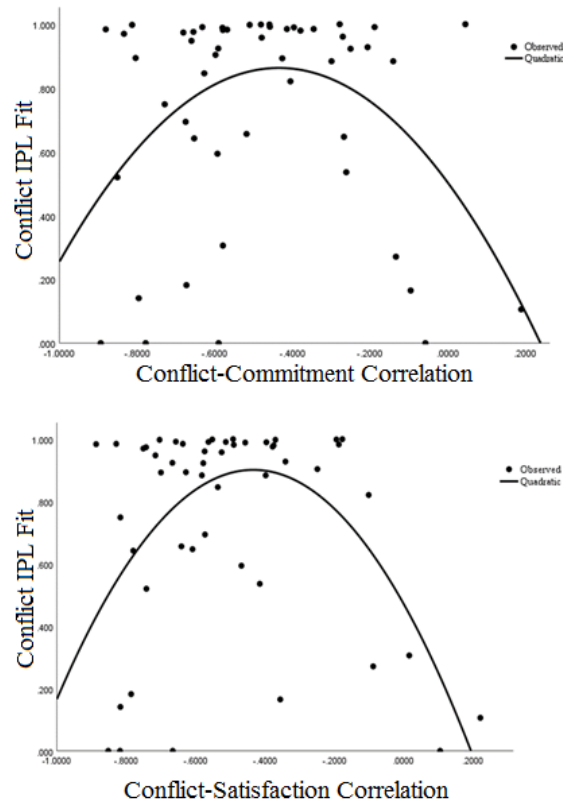 1.000
Observed
Quadratic
.800
.600
.400
.200
.000
Conflict IPL Fit
-1.0000 -.8000 -.6000 -.4000 -.2000 .0000 .2000
Conflict-Commitment Correlation
1.000
Observed
Quadratic
.800
.600
.400
.200
.000
Conflict IPL Fit
-1.0000 -.8000 -.6000 -.4000 -.2000 .0000 .2000
Conflict-Satisfaction Correlation